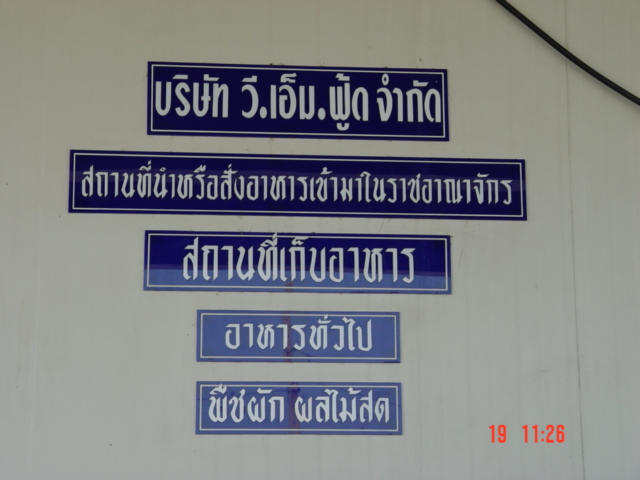 บริษัท วี.เอ็ม.ฟู้ด จำกัด
สถานที่นำหรือสั่งอาหารเข้ามาในราชอาณาจักร
สถานที่เก็บอาหาร
อาหารทั่วไป
พืชผัก ผลไม้สด
19 11:26